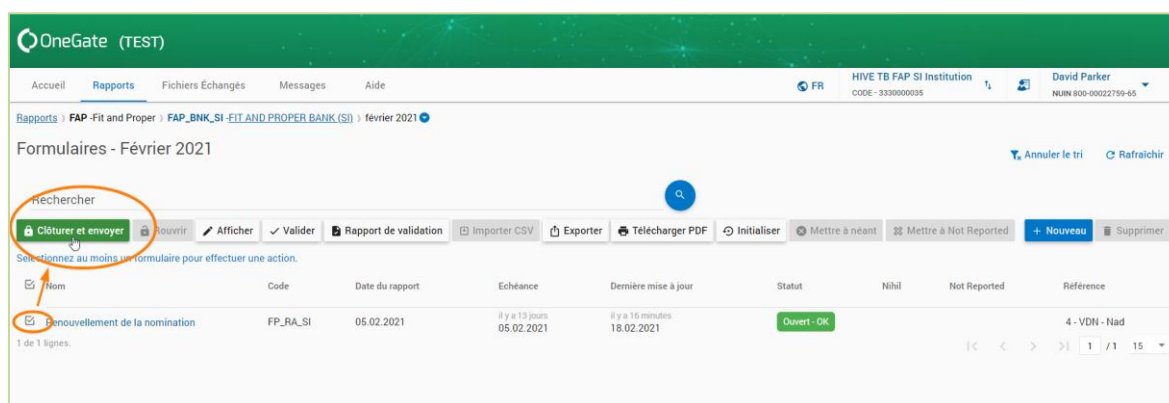 OneGate (TEST)
Accueil Rapports Fichiers Échangés Messages Aide FR HIVE TB FAP SI Institution David Parker
CODE - 3330000035 NUIN 800-00022759-65
Rapports FAP -Fit and Proper FAP_BNK_SI -FIT AND PROPER BANK (SI) février 2021
Formulaires - Février 2021
Annuler le tri Rafraîchir
Rechercher
Clôturer et envoyer Rouvrir Afficher Valider Rapport de validation Importer CSV Exporter Télécharger PDF Initialiser Mettre à néant Mettre à Not Reported + Nouveau Supprimer
Sélectionnez au moins un formulaire pour effectuer une action.
Nom Code Date du rapport Echéance Dernière mise à jour Statut Nihil Not Reported Référence
Renouvellement de la nomination FP_RA_SI 05.02.2021 il y a 13 jours 05.02.2021 il y a 16 minutes 18.02.2021 Ouvert - OK 4 - VDN - Nad
1 de 1 lignes. 1 / 1 15